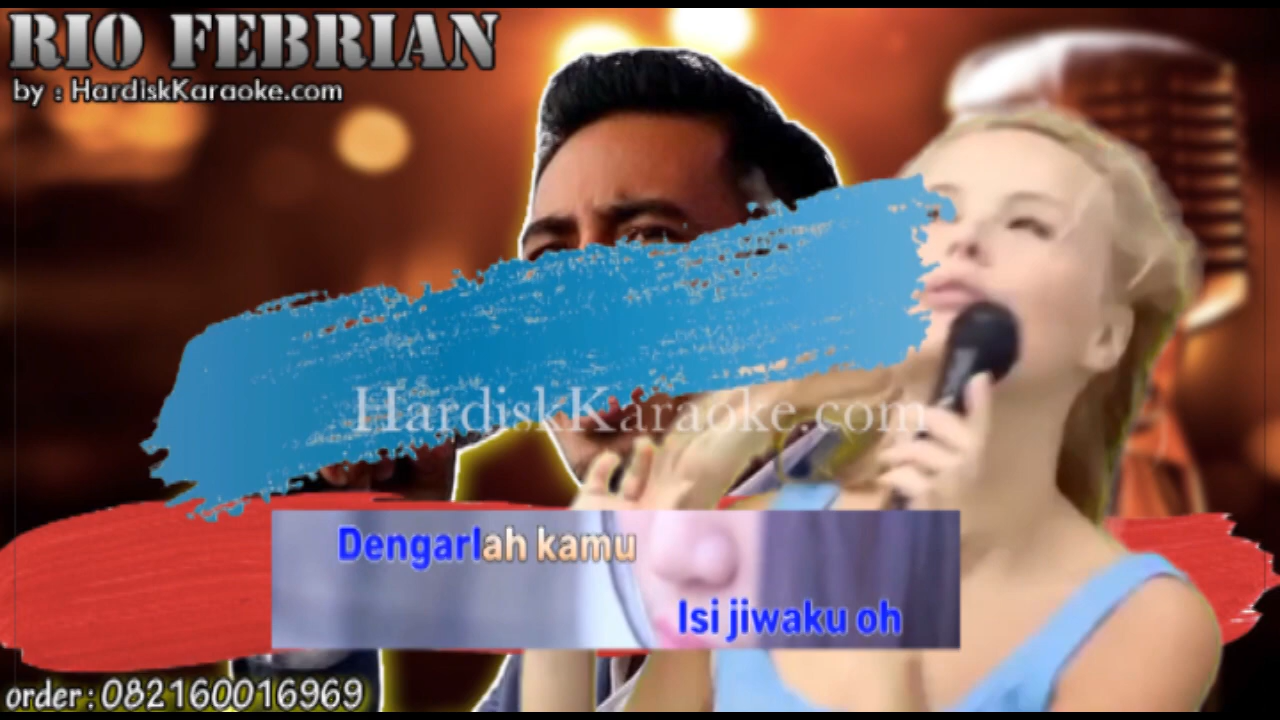 RIO FEBRIAN
by : HardiskKaraoke.com
HardiskKaraoke.com
Dengarlah kamu
Isi jiwaku oh
order : 082160016969